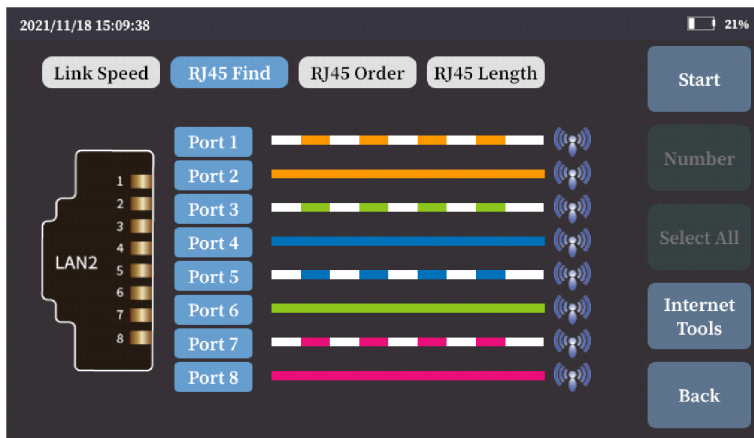 2021/11/18 15:09:38
21%
Link Speed
RJ45 Find
RJ45 Order
RJ45 Length
Start
Number
Select All
Internet
Tools
Back
LAN2
1
2
3
4
5
6
7
8
Port 1
Port 2
Port 3
Port 4
Port 5
Port 6
Port 7
Port 8